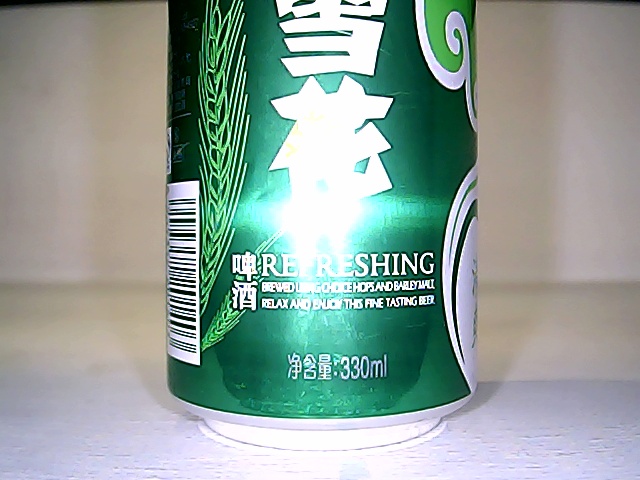 雪花
啤酒
REFRESHING
BREWED USING CHOICE HOPS AND BARLEY MALT.
RELAX AND ENJOY THIS FINE TASTING BEER.
净含量:330ml